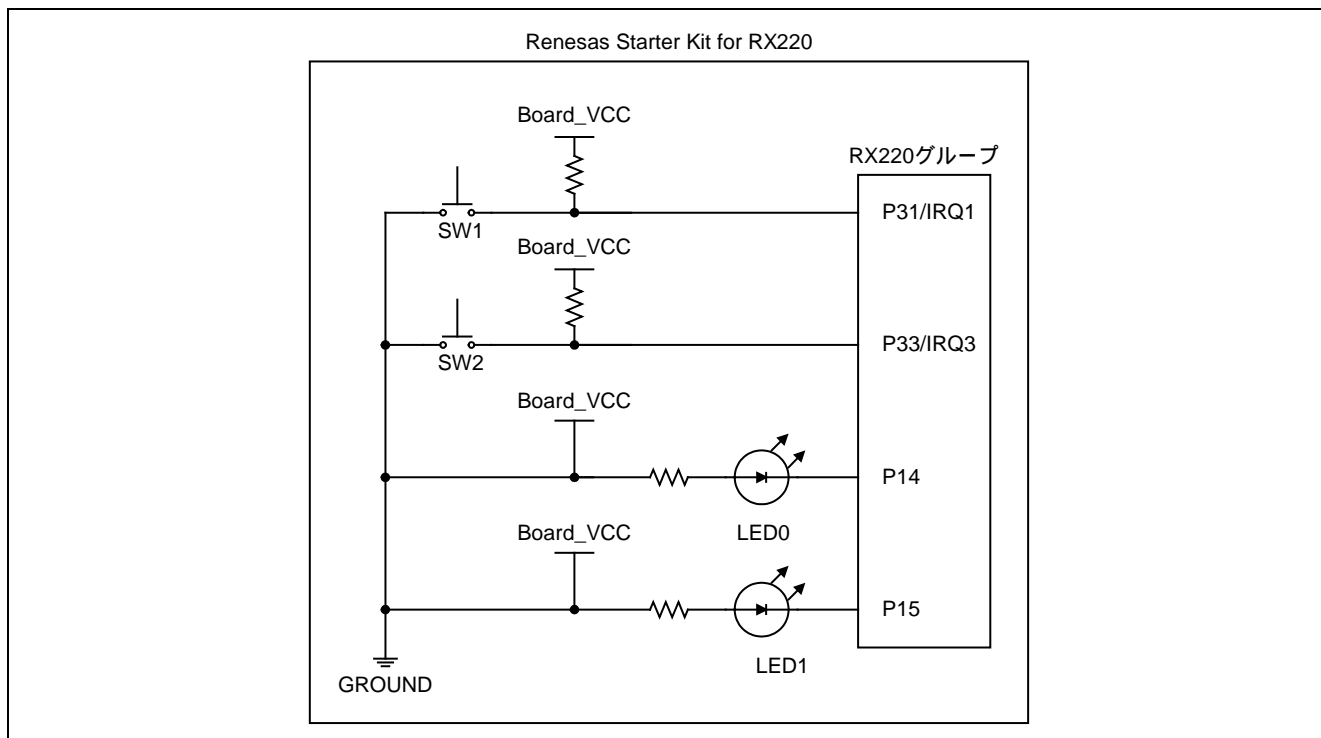 Renesas Starter Kit for RX220
Board_VCC
RX220グループ
SW1
P31/IRQ1
Board_VCC
SW2
P33/IRQ3
Board_VCC
LED0
P14
Board_VCC
LED1
P15
GROUND